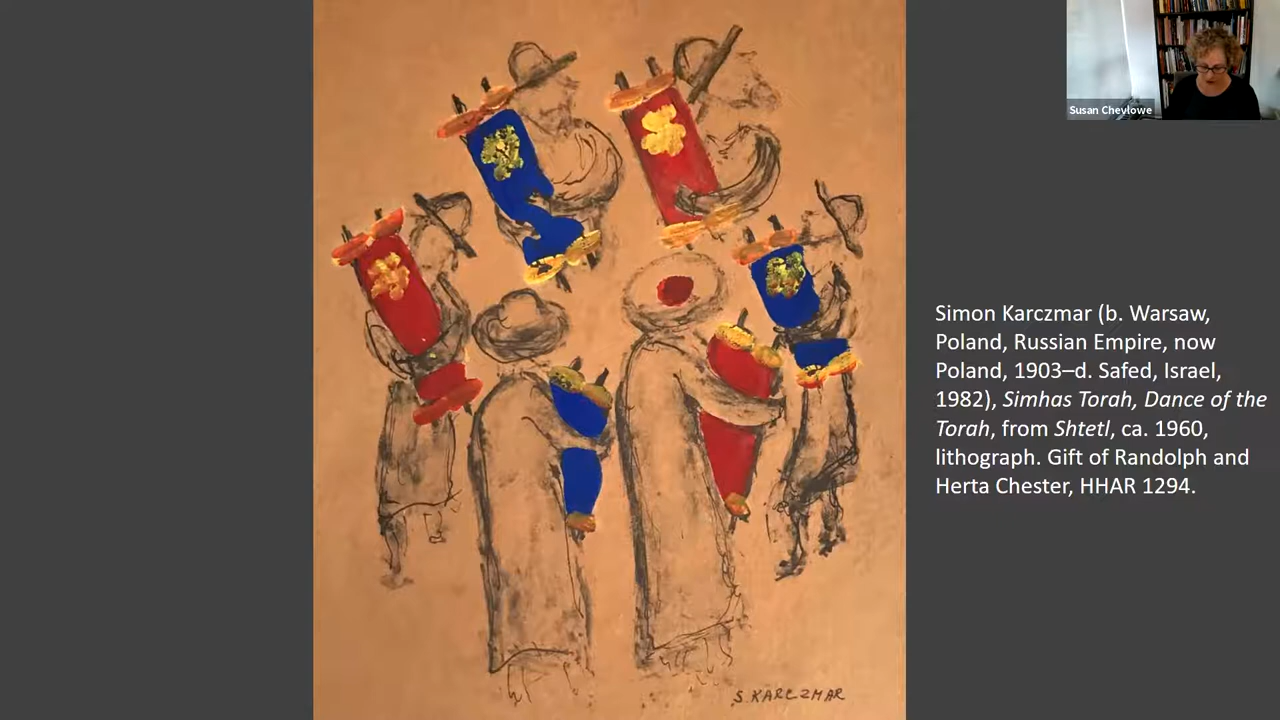 Susan Chevlowe
Simon Karczmar (b. Warsaw,
Poland, Russian Empire, now
Poland, 1903–d. Safed, Israel,
1982), Simhas Torah, Dance of the
Torah, from Shtetl, ca. 1960,
lithograph. Gift of Randolph and
Herta Chester, HHAR 1294.
S. KARCZMAR